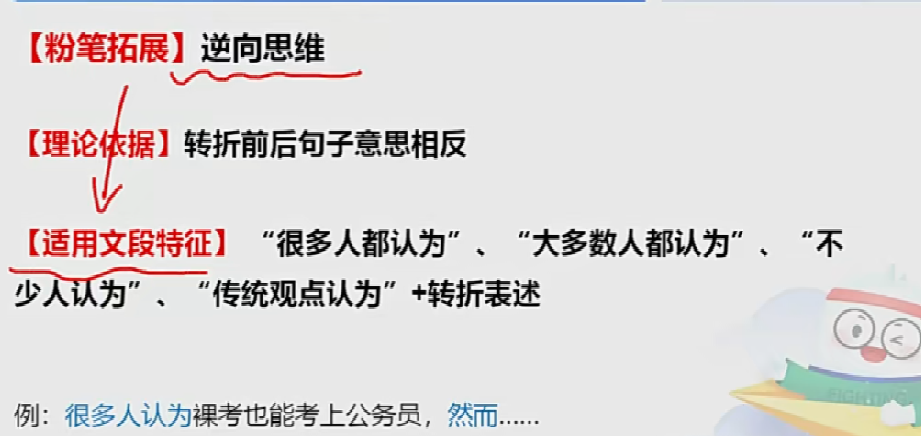 【粉笔拓展】逆向思维
【理论依据】转折前后句子意思相反
【适用文段特征】“很多人都认为”、“大多数人都认为”、“不
少人认为”、“传统观点认为”+转折表述
例：很多人认为裸考也能考上公务员，然而……
FIGHTING